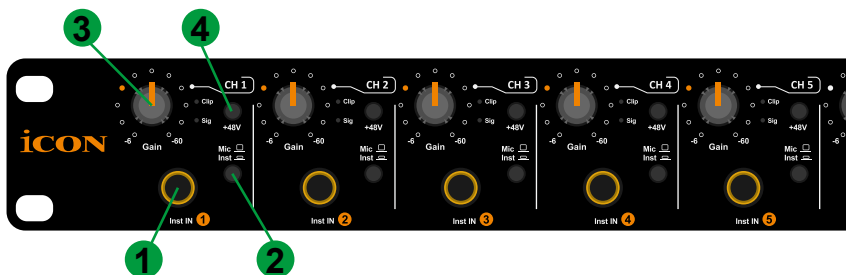 3 4
CH 1 CH 2 CH 3 CH 4 CH 5
Clip Clip Clip Clip Clip
Sig Sig Sig Sig Sig
+48V +48V +48V +48V +48V
-6 Gain -60 -6 Gain -60 -6 Gain -60 -6 Gain -60 -6 Gain -60 -6
iCON
Mic Mic Mic Mic Mic
Inst Inst Inst Inst Inst
Inst IN 1 Inst IN 2 Inst IN 3 Inst IN 4 Inst IN 5
1 2